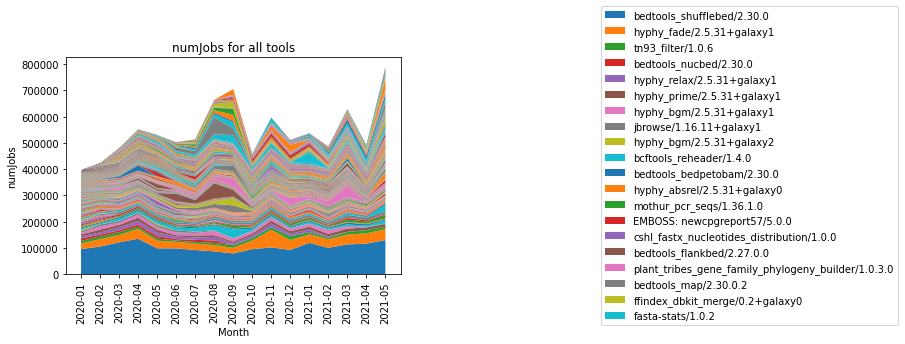 numJobs for all tools
800000
700000
600000
500000
400000
300000
200000
100000
0
numJobs
2020-01
2020-02
2020-03
2020-04
2020-05
2020-06
2020-07
2020-08
2020-09
2020-10
2020-11
2020-12
2021-01
2021-02
2021-03
2021-04
2021-05
Month
bedtools_shufflebed/2.30.0
hyphy_fade/2.5.31+galaxy1
tn93_filter/1.0.6
bedtools_nucbed/2.30.0
hyphy_relax/2.5.31+galaxy1
hyphy_prime/2.5.31+galaxy1
hyphy_bgm/2.5.31+galaxy1
jbrowse/1.16.11+galaxy1
hyphy_bgm/2.5.31+galaxy2
bcftools_reheader/1.4.0
bedtools_bedpetobam/2.30.0
hyphy_absrel/2.5.31+galaxy0
mothur_pcr_seqs/1.36.1.0
EMBOSS: newcpgreport57/5.0.0
cshl_fastx_nucleotides_distribution/1.0.0
bedtools_flankbed/2.27.0.0
plant_tribes_gene_family_phylogeny_builder/1.0.3.0
bedtools_map/2.30.0.2
ffindex_dbkit_merge/0.2+galaxy0
fasta-stats/1.0.2